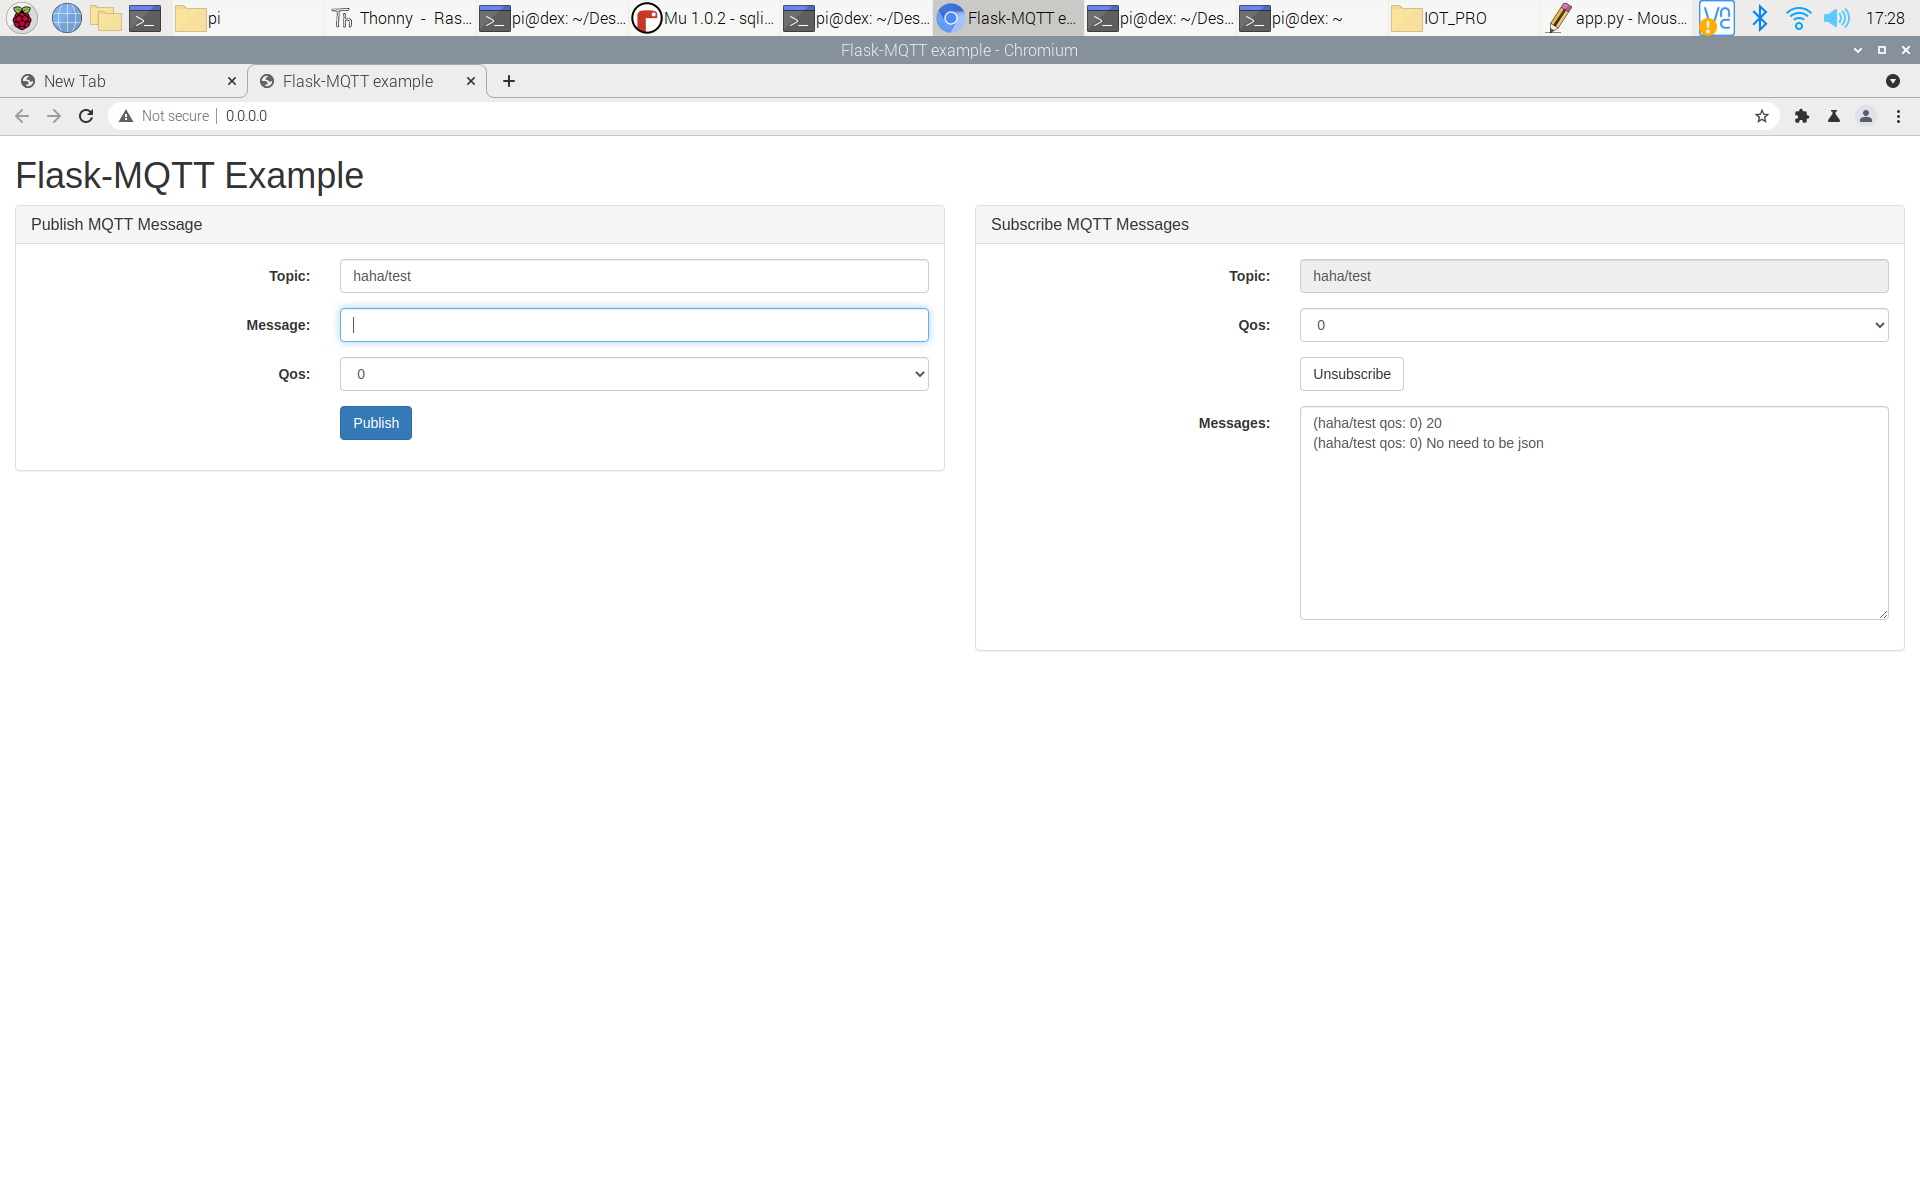 pi
Thonny - Ras...
pi@dex: ~/Des...
Mu 1.0.2 - sqli...
pi@dex: ~/Des...
Flask-MQTT e...
pi@dex: ~/Des...
pi@dex: ~
IOT_PRO
app.py - Mous...
17:28
Flask-MQTT example - Chromium
New Tab
Flask-MQTT example
Not secure
0.0.0.0
Flask-MQTT Example
Publish MQTT Message
Topic:
haha/test
Message:
Qos:
0
Publish
Subscribe MQTT Messages
Topic:
haha/test
Qos:
0
Unsubscribe
Messages:
(haha/test qos: 0) 20
(haha/test qos: 0) No need to be json